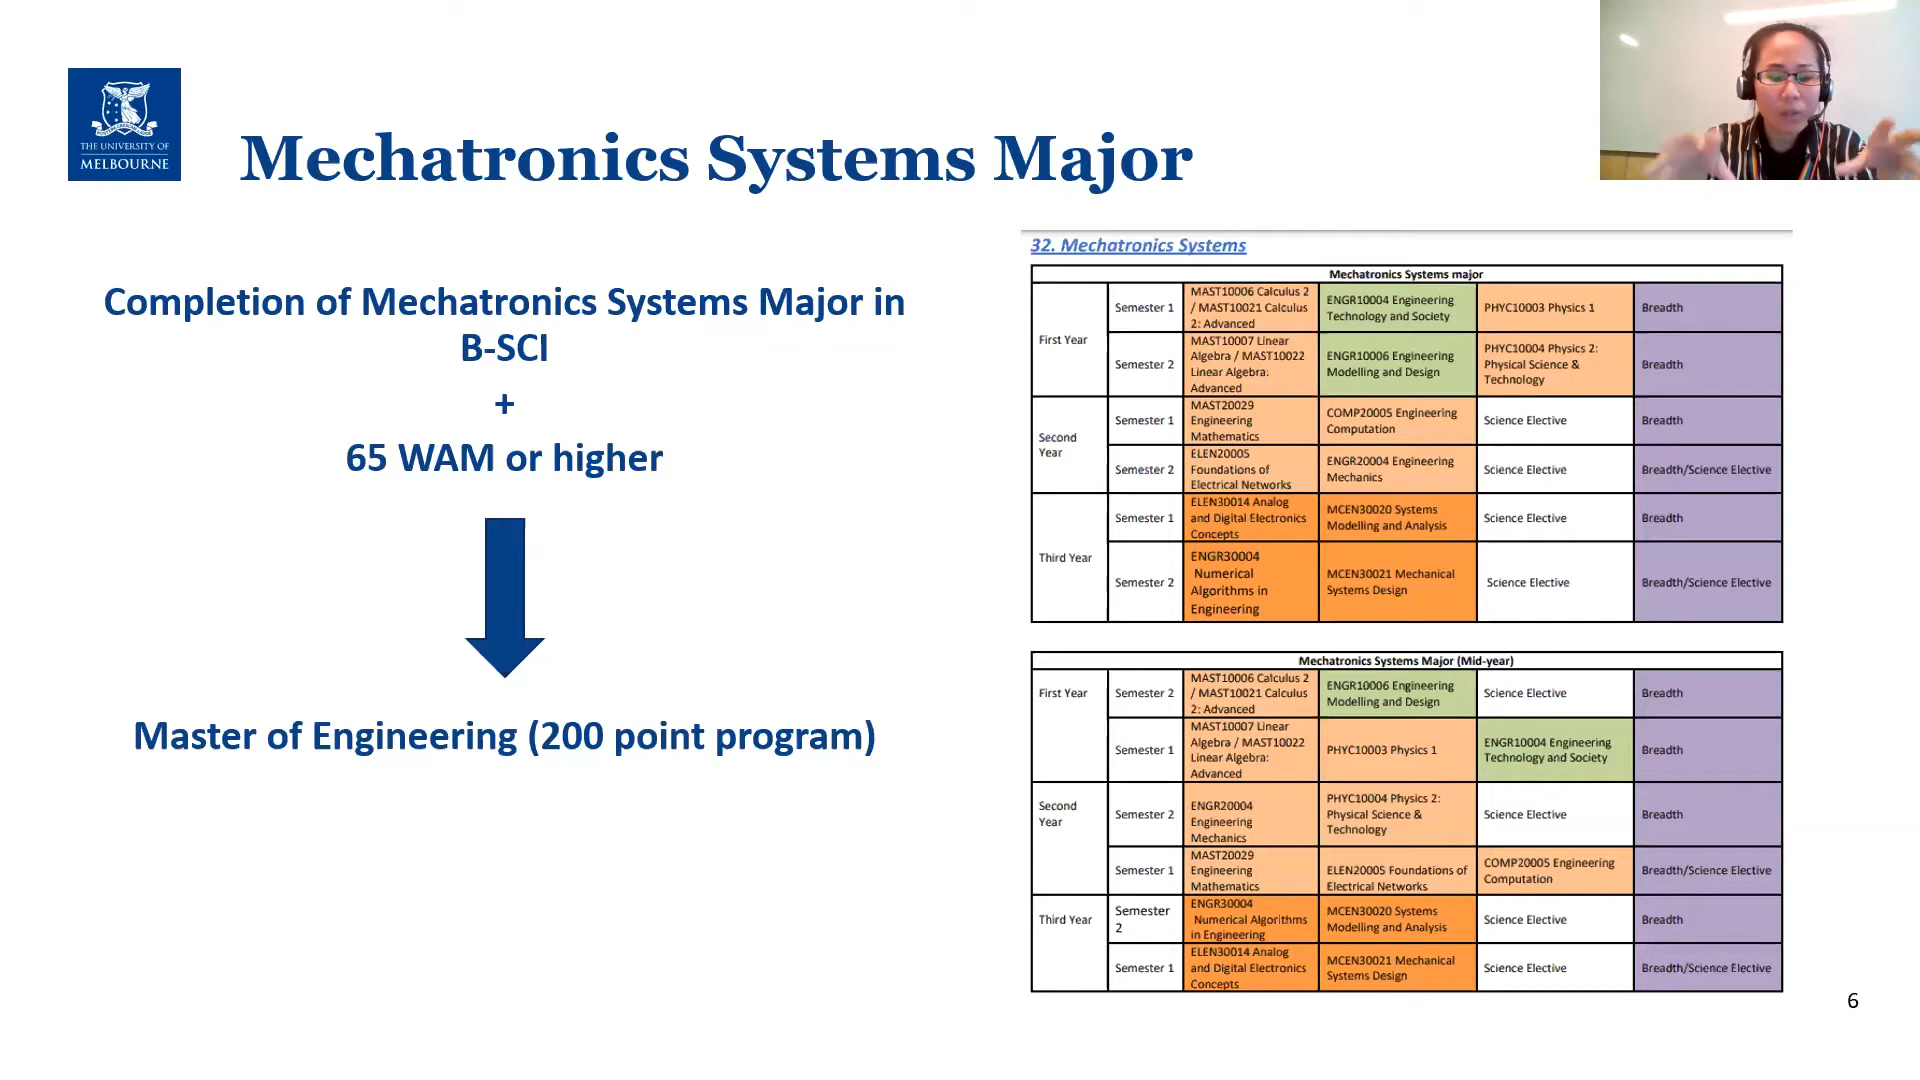 THE UNIVERSITY OF
MELBOURNE
Mechatronics Systems Major
Completion of Mechatronics Systems Major in
B-SCI
+
65 WAM or higher
Master of Engineering (200 point program)
32. Mechatronics Systems
Mechatronics Systems major
First Year
Semester 1
MAST10006 Calculus 2
/ MAST10021 Calculus
2: Advanced
ENGR10004 Engineering
Technology and Society
PHYC10003 Physics 1
Breadth
Semester 2
MAST10007 Linear
Algebra / MAST10022
Linear Algebra:
Advanced
ENGR10006 Engineering
Modelling and Design
PHYC10004 Physics 2:
Physical Science &
Technology
Breadth
Second
Year
Semester 1
MAST20029
Engineering
Mathematics
COMP20005 Engineering
Computation
Science Elective
Breadth
Semester 2
ELEN20005
Foundations of
Electrical Networks
ENGR20004 Engineering
Mechanics
Science Elective
Breadth/Science Elective
Third Year
Semester 1
ELEN30014 Analog
and Digital Electronics
Concepts
MCEN30020 Systems
Modelling and Analysis
Science Elective
Breadth
Semester 2
ENGR30004
Numerical
Algorithms in
Engineering
MCEN30021 Mechanical
Systems Design
Science Elective
Breadth/Science Elective
Mechatronics Systems Major (Mid-year)
First Year
Semester 2
MAST10006 Calculus 2
/ MAST10021 Calculus
2: Advanced
ENGR10006 Engineering
Modelling and Design
Science Elective
Breadth
Semester 1
MAST10007 Linear
Algebra / MAST10022
Linear Algebra:
Advanced
PHYC10003 Physics 1
ENGR10004 Engineering
Technology and Society
Breadth
Second
Year
Semester 2
ENGR20004
Engineering
Mechanics
PHYC10004 Physics 2:
Physical Science &
Technology
Science Elective
Breadth
Semester 1
MAST20029
Engineering
Mathematics
ELEN20005 Foundations of
Electrical Networks
COMP20005 Engineering
Computation
Breadth/Science Elective
Third Year
Semester
2
ENGR30004
Numerical Algorithms
in Engineering
MCEN30020 Systems
Modelling and Analysis
Science Elective
Breadth
Semester 1
ELEN30014 Analog
and Digital Electronics
Concepts
MCEN30021 Mechanical
Systems Design
Science Elective
Breadth/Science Elective
6